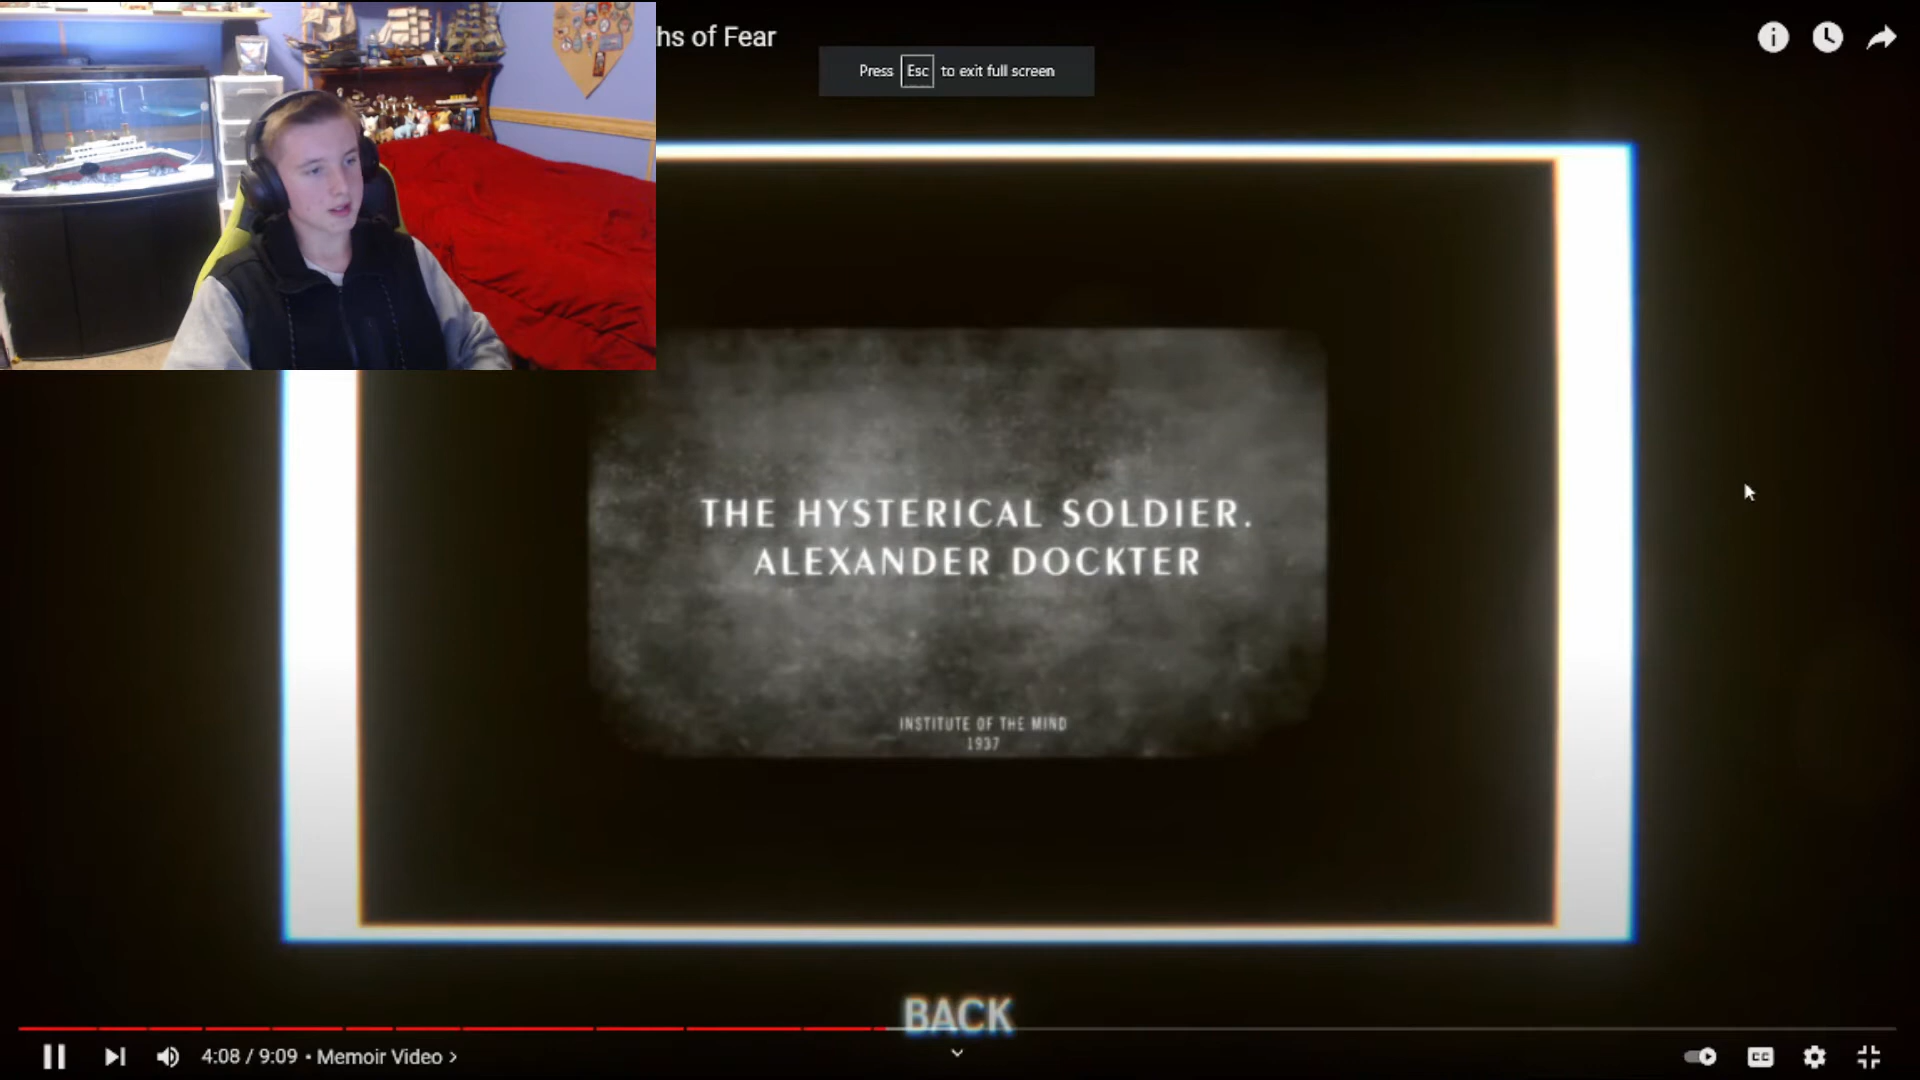 hs of Fear
Press Esc to exit full screen
THE HYSTERICAL SOLDIER.
ALEXANDER DOCKTER
INSTITUTE OF THE MIND
1937
BACK
4:08 / 9:09 • Memoir Video >
CC